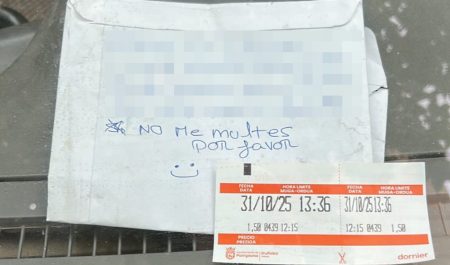 NO Me multes
por favor
FECHA DATA HORA LIMITE MUGA-ORDUA FECHA DATA HORA LIMITE MUGA-ORDUA
31/10/25 13:36 31/10/25 13:36
1,50 0439 12:15 12:15 0439 1,50
PRECIO
PREZIOA
Pamplona Iruñea
X dornier